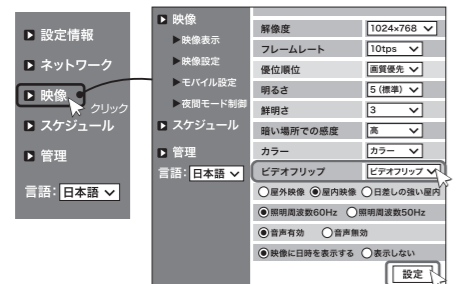 設定情報
ネットワーク
映像
クリック
スケジュール
管理
言語: 日本語
映像
▶映像表示
▶映像設定
▶モバイル設定
▶夜間モード制御
スケジュール
管理
言語: 日本語
解像度 1024×768
フレームレート 10tps
優位順位 画質優先
明るさ 5 (標準)
鮮明さ 3
暗い場所での感度 高
カラー カラー
ビデオフリップ ビデオフリップ
屋外映像 屋内映像 日差しの強い屋内
照明周波数60Hz 照明周波数50Hz
音声有効 音声無効
映像に日時を表示する 表示しない
設定